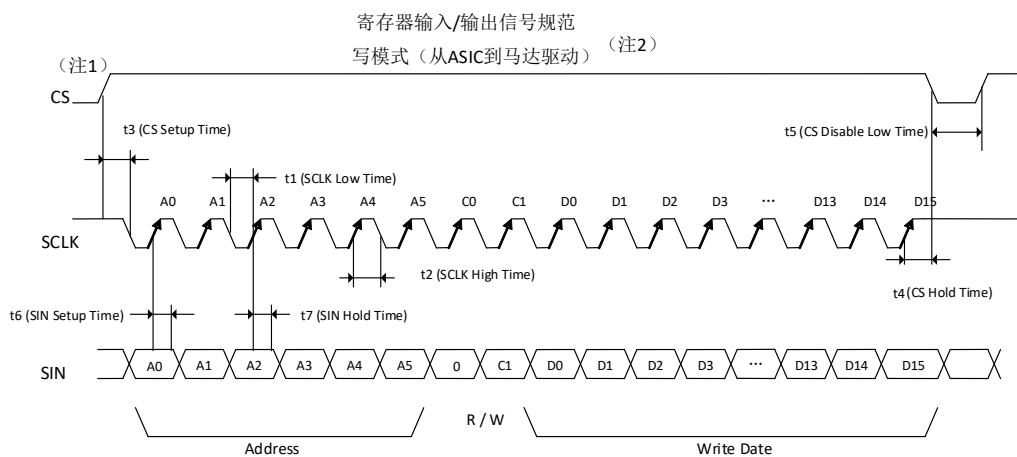 寄存器输入/输出信号规范
写模式（从ASIC到马达驱动）（注2）
（注1）
CS
t3 (CS Setup Time)
t5 (CS Disable Low Time)
t1 (SCLK Low Time)
A0 A1 A2 A3 A4 A5 C0 C1 D0 D1 D2 D3 ··· D13 D14 D15
SCLK
t2 (SCLK High Time)
t4 (CS Hold Time)
t6 (SIN Setup Time)
t7 (SIN Hold Time)
SIN
A0 A1 A2 A3 A4 A5 0 C1 D0 D1 D2 D3 ··· D13 D14 D15
R / W
Address
Write Date